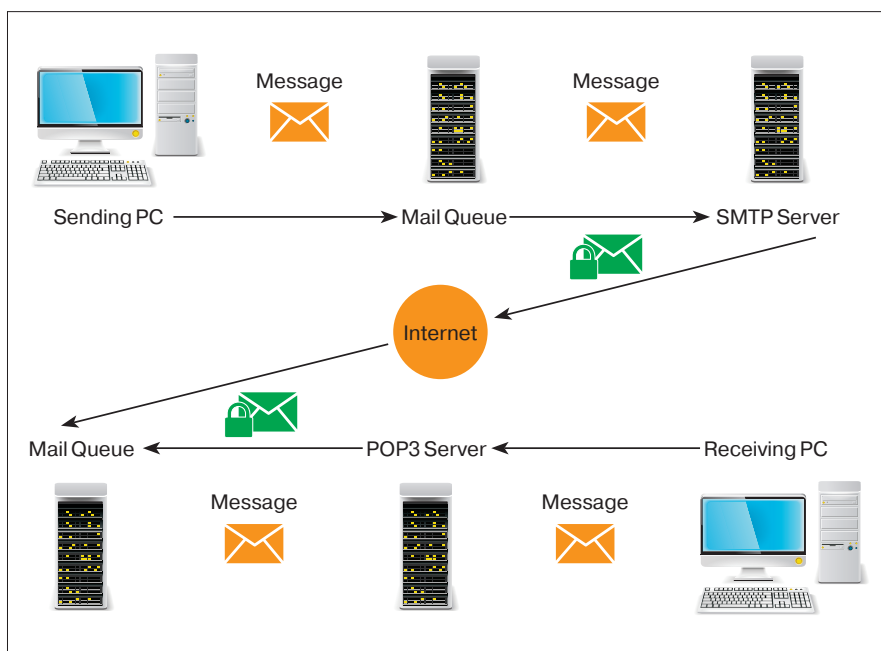 Message
Message
Sending PC
Mail Queue
SMTP Server
Internet
Mail Queue
POP3 Server
Receiving PC
Message
Message